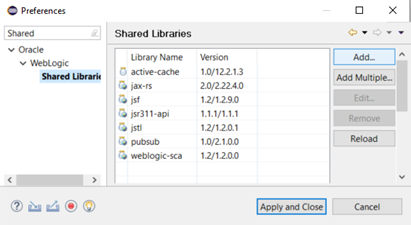 Preferences
Shared
Oracle
WebLogic
Shared Librarie
Shared Libraries
Library Name Version
active-cache 1.0/12.2.1.3
jax-rs 2.0/2.22.4.0
jsf 1.2/1.2.9.0
jsr311-api 1.1.1/1.1.1
jstl 1.2/1.2.0.1
pubsub 1.0/2.1.0.0
weblogic-sca 1.2/1.2.0.0
Add...
Add Multiple...
Edit...
Remove
Reload
Apply and Close
Cancel